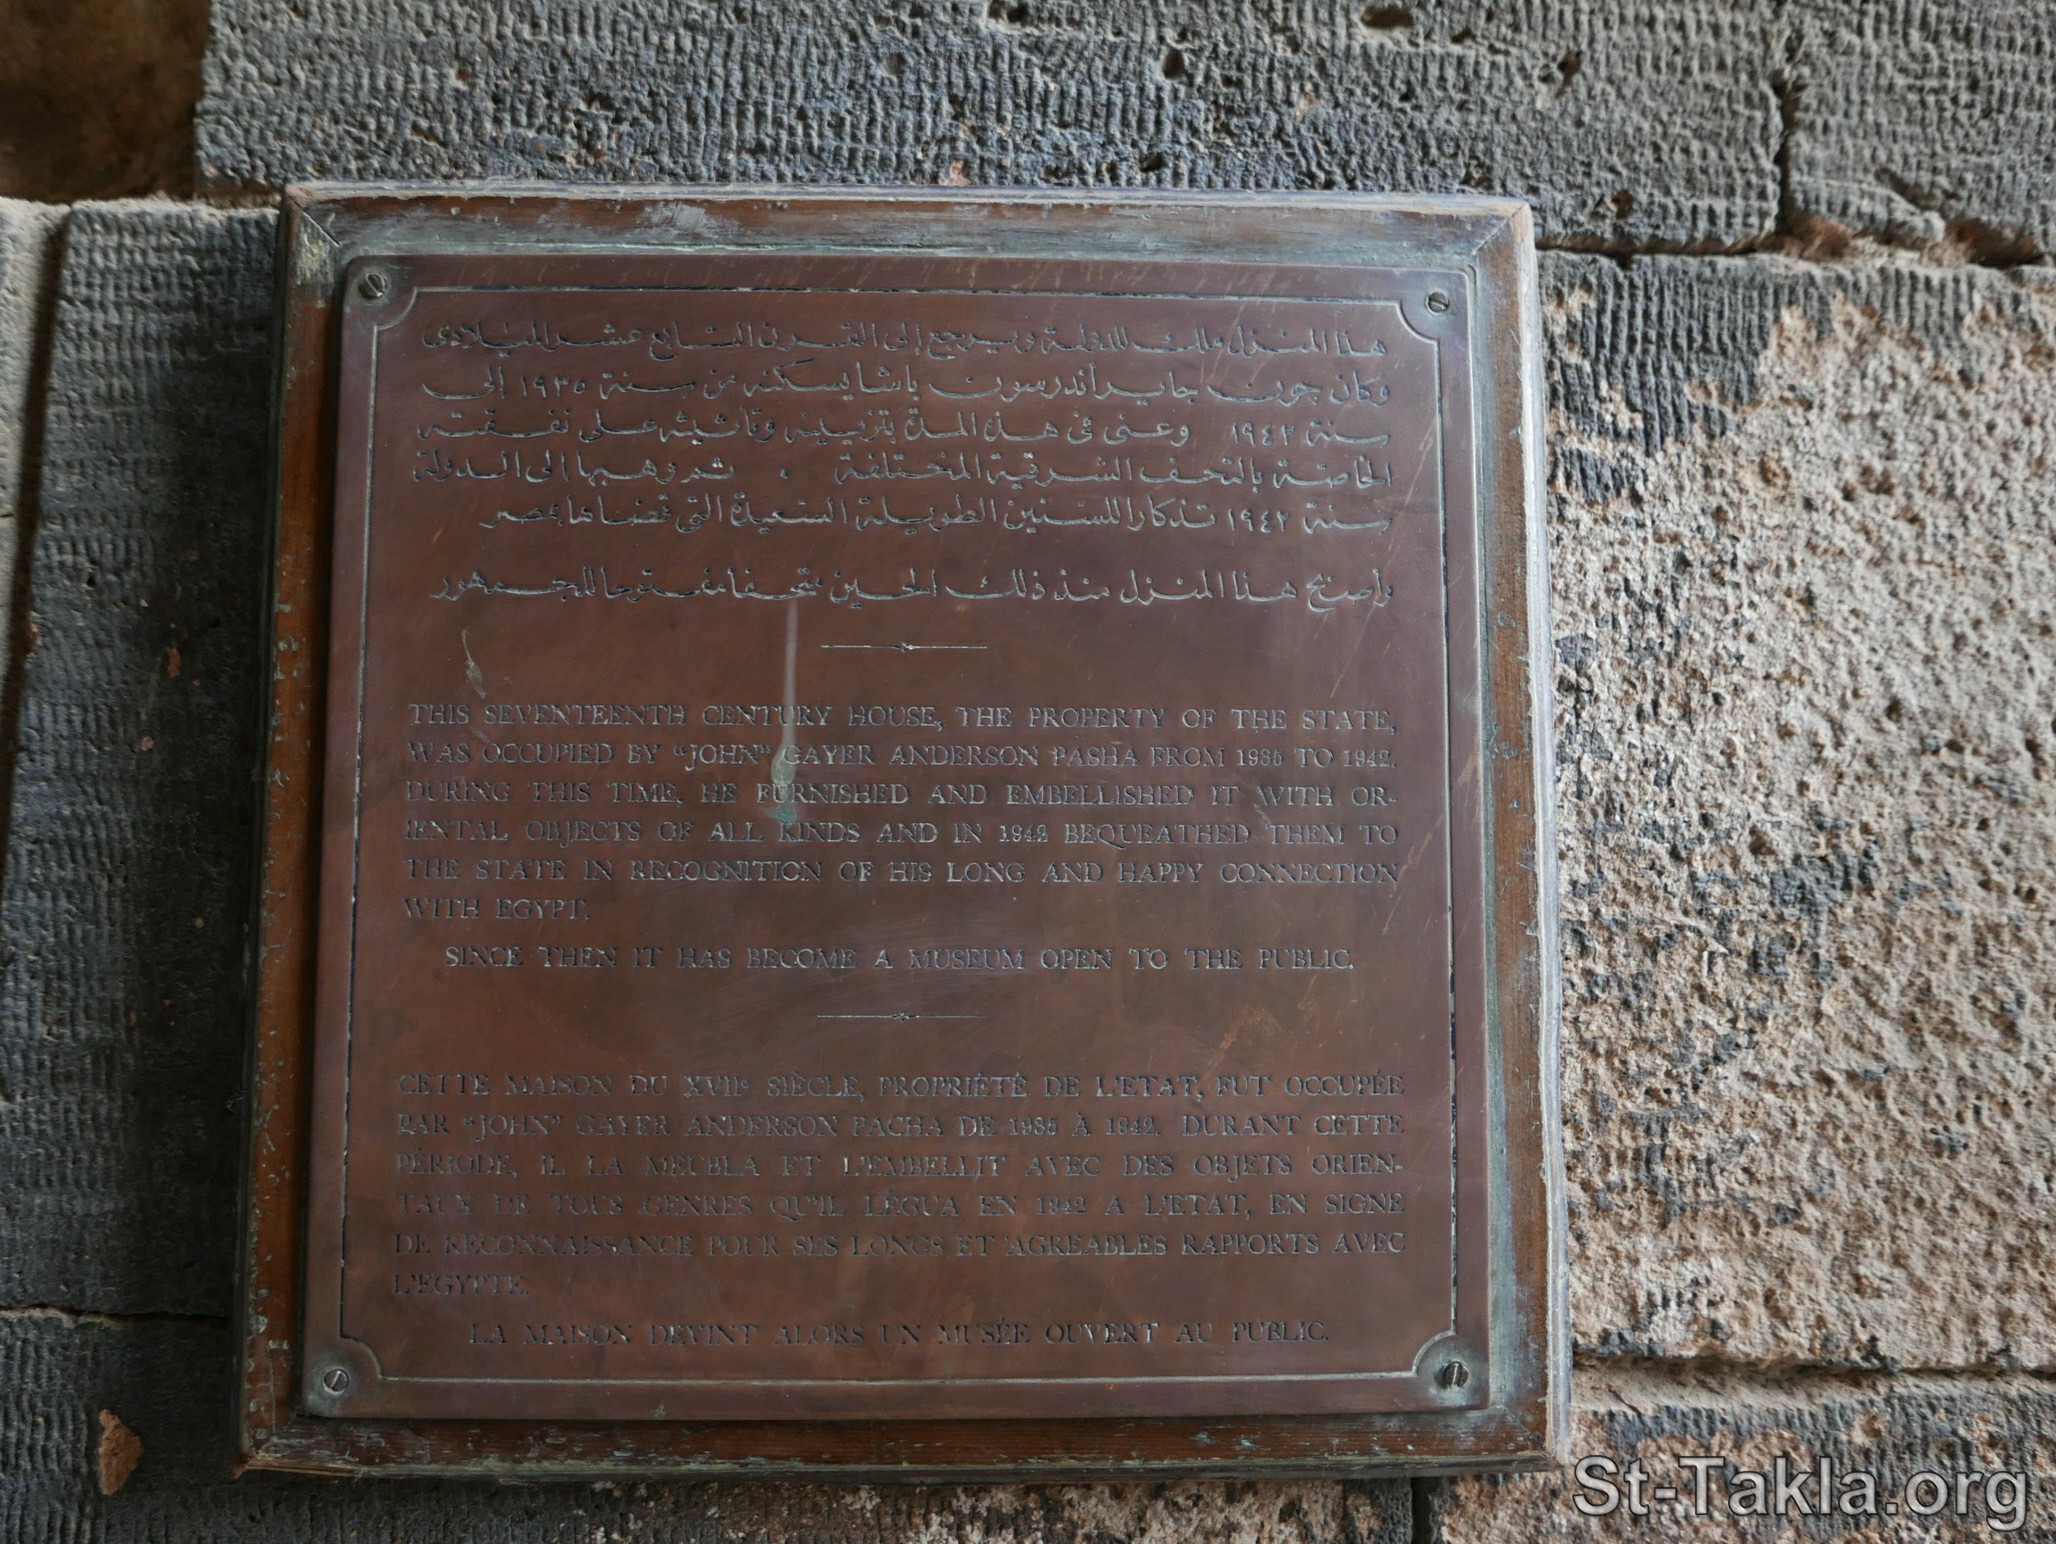 هذا المنزل ملك للدولة ويرجع إلى القرن السابع عشر الميلادى
وكان چون جاير أندرسون باشا يسكنه من سنة ١٩٣٥ إلى
سنة ١٩٤٢ وعنى فى هذه المدة بتزيينه وتأثيثه على نفقته
الخاصة بالتحف الشرقية المختلفة ، ثم وهبها الى الدولة
سنة ١٩٤٢ تذكارا للسنين الطويلة السعيدة التى قضاها بمصر
وأصبح هذا المنزل منذ ذلك الحين متحفا مفتوحا للجمهور
THIS SEVENTEENTH CENTURY HOUSE, THE PROPERTY OF THE STATE,
WAS OCCUPIED BY “JOHN” GAYER ANDERSON PASHA FROM 1935 TO 1942.
DURING THIS TIME, HE FURNISHED AND EMBELLISHED IT WITH OR-
IENTAL OBJECTS OF ALL KINDS AND IN 1942 BEQUEATHED THEM TO
THE STATE IN RECOGNITION OF HIS LONG AND HAPPY CONNECTION
WITH EGYPT.
SINCE THEN IT HAS BECOME A MUSEUM OPEN TO THE PUBLIC.
CETTE MAISON DU XVIIe SIÈCLE, PROPRIÉTÉ DE L'ETAT, FUT OCCUPÉE
PAR “JOHN” GAYER ANDERSON PACHA DE 1935 À 1942. DURANT CETTE
PÉRIODE, IL LA MEUBLA ET L'EMBELLIT AVEC DES OBJETS ORIEN-
TAUX DE TOUS GENRES QU'IL LÉGUA EN 1942 A L'ETAT, EN SIGNE
DE RECONNAISSANCE POUR SES LONGS ET AGREABLES RAPPORTS AVEC
L'EGYPTE.
LA MAISON DEVINT ALORS UN MUSÉE OUVERT AU PUBLIC.
St-Takla.org